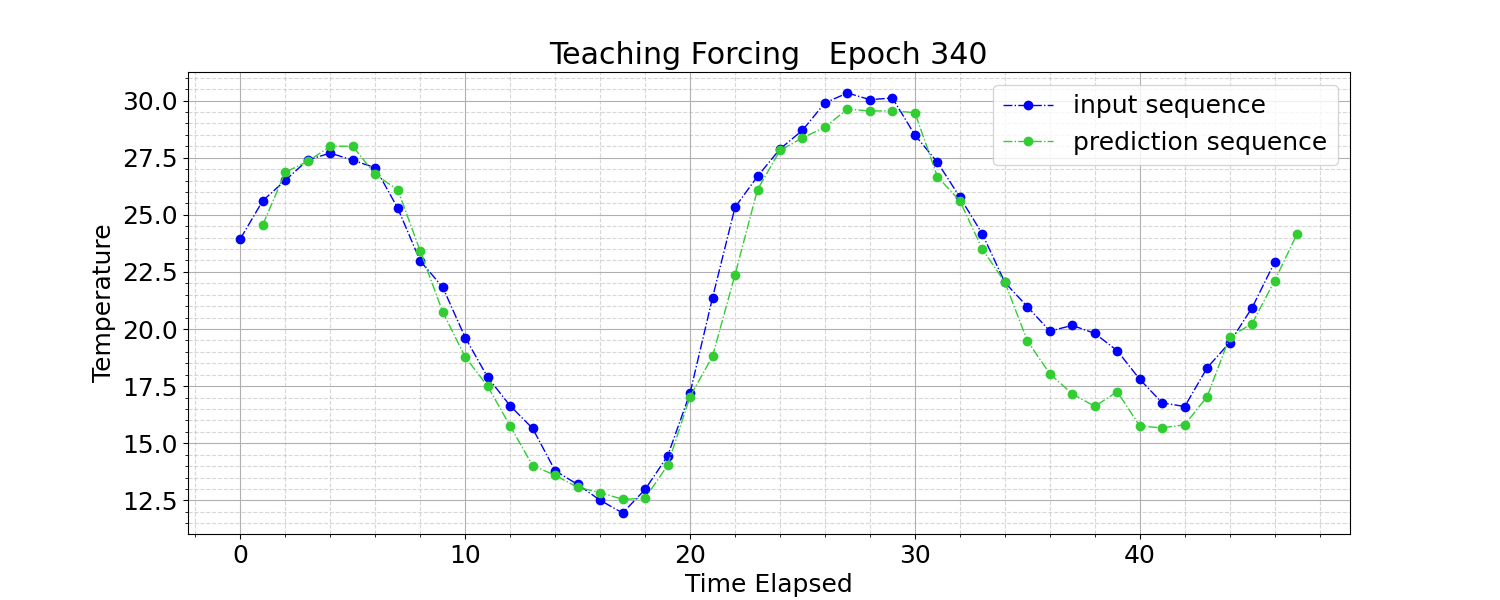 Teaching Forcing   Epoch 340
input sequence
prediction sequence
Temperature
30.0
27.5
25.0
22.5
20.0
17.5
15.0
12.5
0 10 20 30 40
Time Elapsed